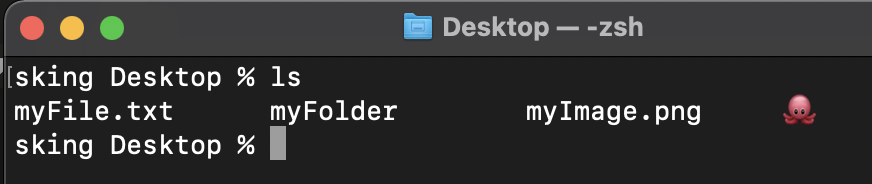 Desktop — -zsh
[sking Desktop % ls
myFile.txt myFolder myImage.png 🐙
sking Desktop %